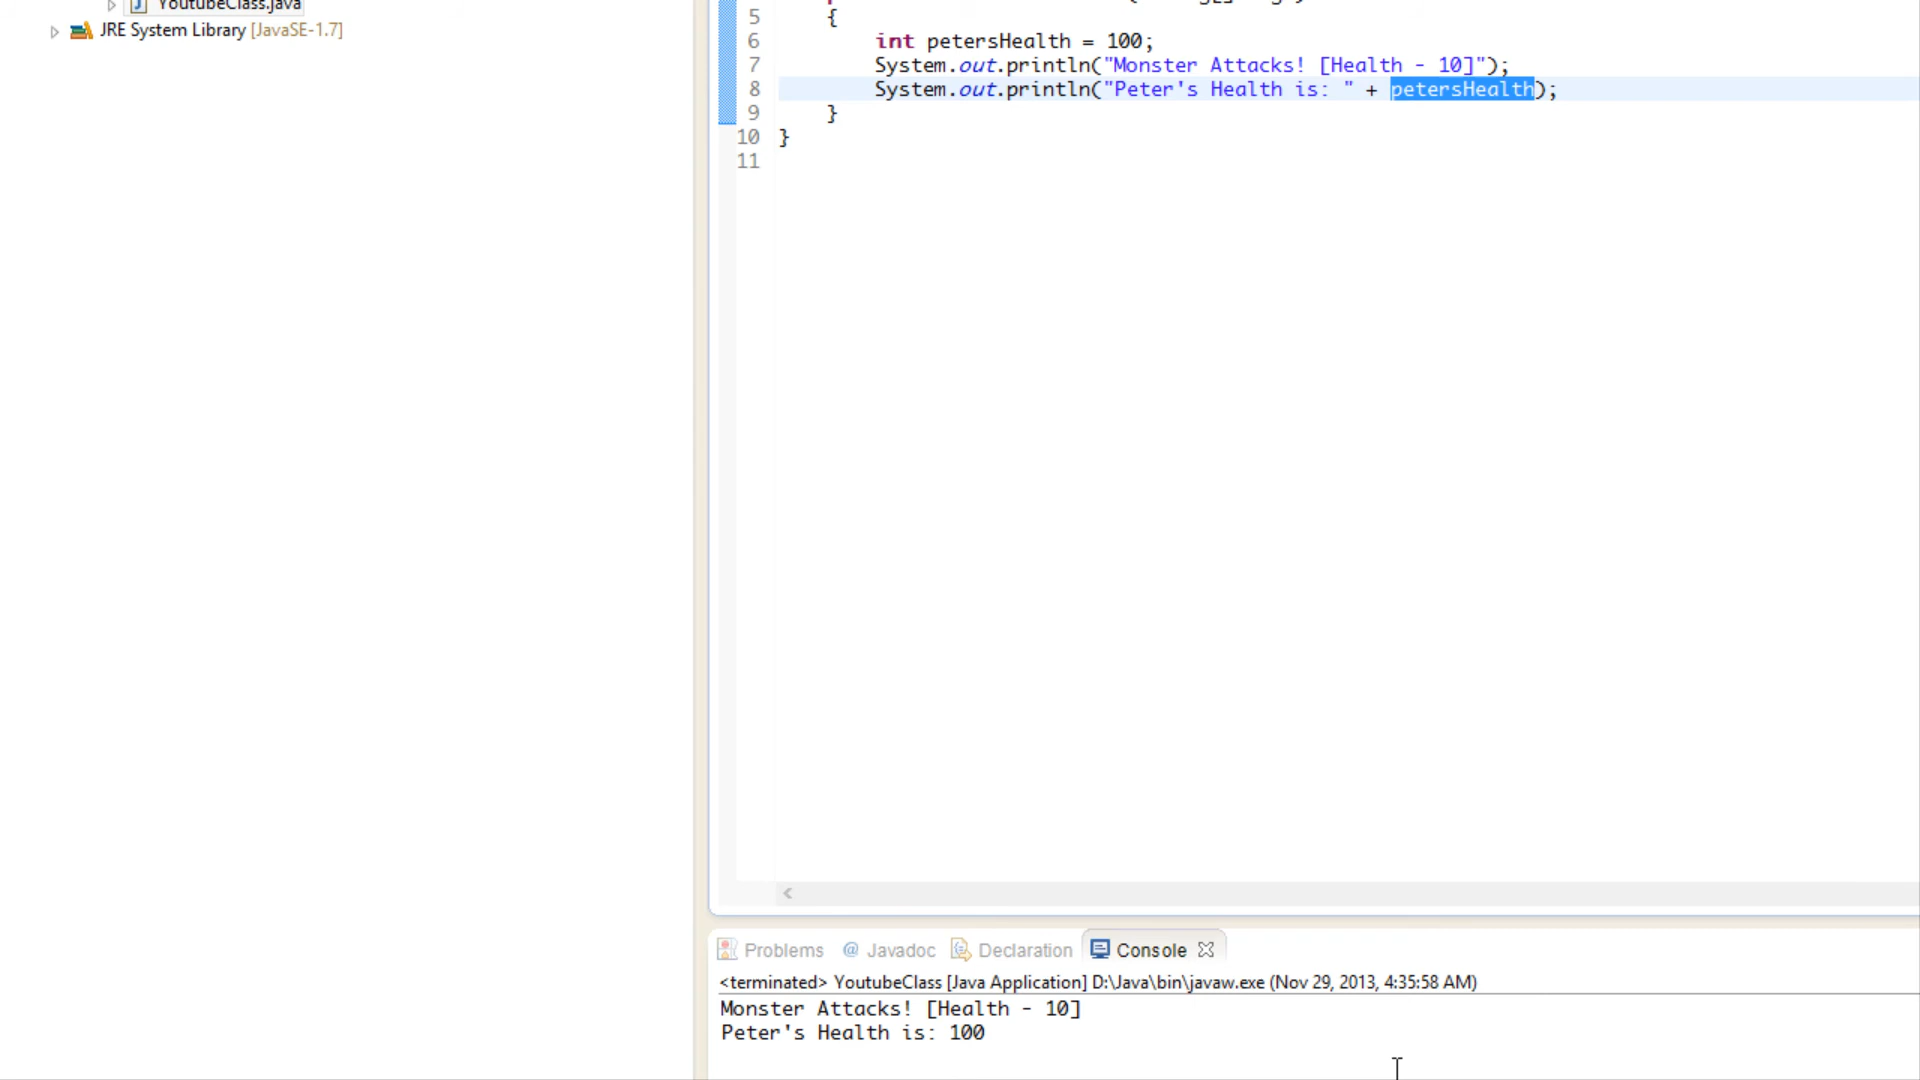 YoutubeClass.java
JRE System Library [JavaSE-1.7]
5 {
6 int petersHealth = 100;
7 System.out.println("Monster Attacks! [Health - 10]");
8 System.out.println("Peter's Health is: " + petersHealth);
9 }
10 }
11
Problems @ Javadoc Declaration Console
<terminated> YoutubeClass [Java Application] D:\Java\bin\javaw.exe (Nov 29, 2013, 4:35:58 AM)
Monster Attacks! [Health - 10]
Peter's Health is: 100